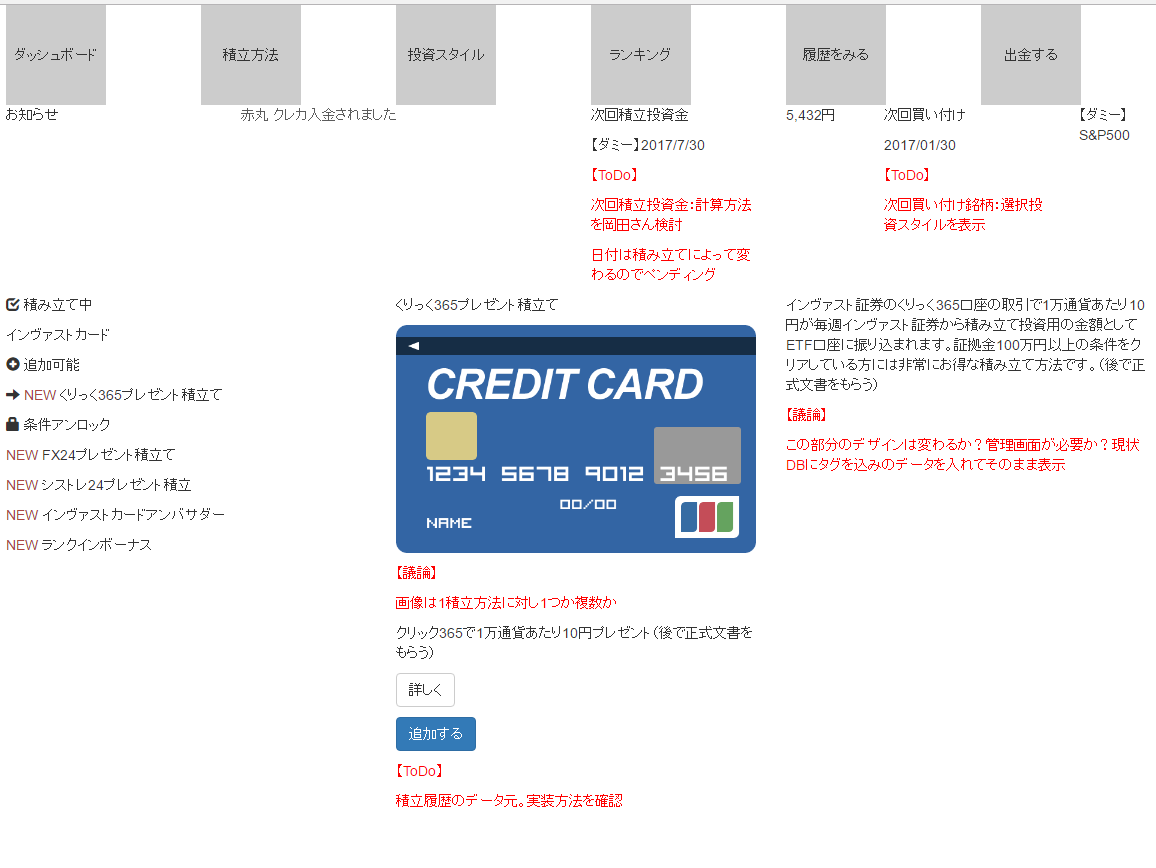 ダッシュボード
積立方法
投資スタイル
ランキング
履歴をみる
出金する
お知らせ
赤丸 クレカ入金されました
次回積立投資金
【ダミー】2017/7/30
【ToDo】
次回積立投資金：計算方法
を岡田さん検討
日付は積み立てによって変
わるのでペンディング
5,432円
次回買い付け
2017/01/30
【ToDo】
次回買い付け銘柄：選択投
資スタイルを表示
【ダミー】
S&P500
積み立て中
インヴァストカード
追加可能
NEW くりっく365プレゼント積立て
条件アンロック
NEW FX24プレゼント積立て
NEW シストレ24プレゼント積立
NEW インヴァストカードアンバサダー
NEW ランクインボーナス
くりっく365プレゼント積立て
CREDIT CARD
1234 5678 9012 3456
00/00
NAME
【議論】
画像は1積立方法に対し1つか複数か
クリック365で1万通貨あたり10円プレゼント（後で正式文書を
もらう）
詳しく
追加する
【ToDo】
積立履歴のデータ元。実装方法を確認
インヴァスト証券のくりっく365口座の取引で1万通貨あたり10
円が毎週インヴァスト証券から積み立て投資用の金額として
ETF口座に振り込まれます。証拠金100万円以上の条件をク
リアしている方には非常にお得な積み立て方法です。（後で正
式文書をもらう）
【議論】
この部分のデザインは変わるか？管理画面が必要か？現状
DBにタグを込みのデータを入れてそのまま表示